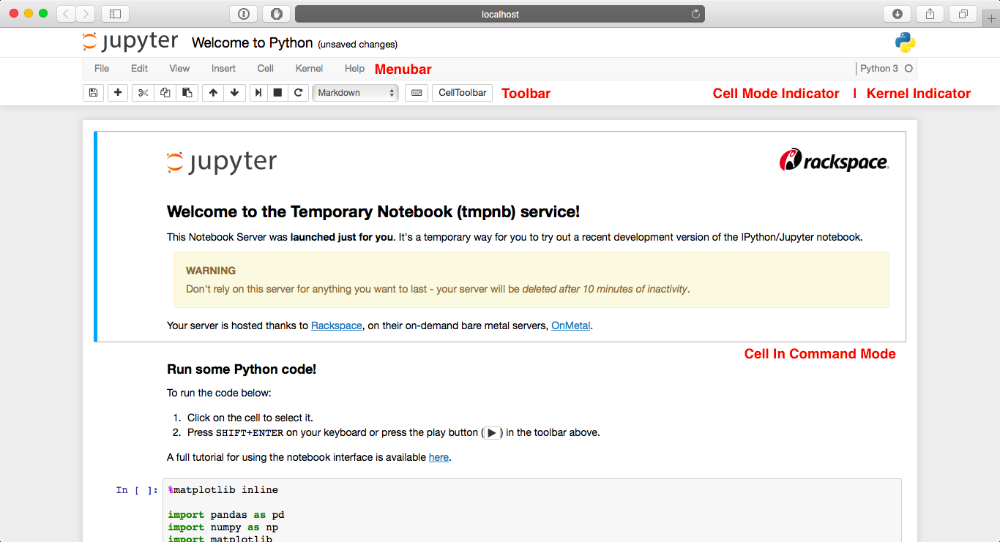 localhost
jupyter Welcome to Python (unsaved changes)
File Edit View Insert Cell Kernel Help Menubar Python 3
Markdown CellToolbar Toolbar Cell Mode Indicator | Kernel Indicator
jupyter rackspace.
Welcome to the Temporary Notebook (tmpnb) service!
This Notebook Server was launched just for you. It's a temporary way for you to try out a recent development version of the IPython/Jupyter notebook.
WARNING
Don't rely on this server for anything you want to last - your server will be deleted after 10 minutes of inactivity.
Your server is hosted thanks to Rackspace, on their on-demand bare metal servers, OnMetal.
Cell In Command Mode
Run some Python code!
To run the code below:
1. Click on the cell to select it.
2. Press SHIFT+ENTER on your keyboard or press the play button (▶) in the toolbar above.
A full tutorial for using the notebook interface is available here.
In [ ]: %matplotlib inline
import pandas as pd
import numpy as np
import matplotlib